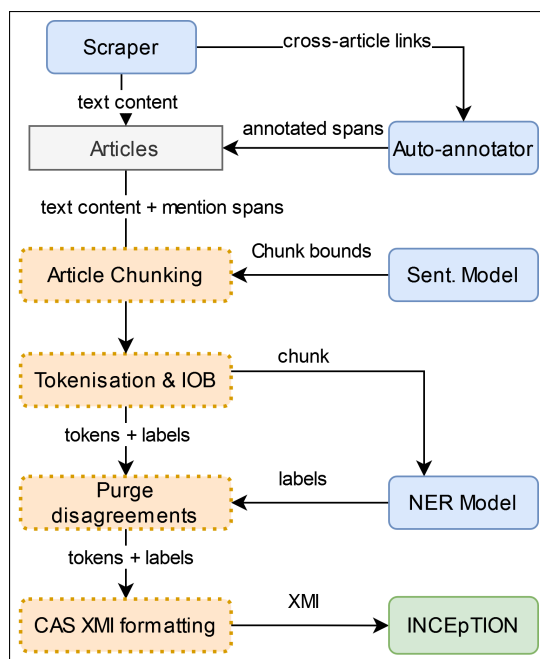 Scraper
cross-article links
text content
annotated spans
Articles
Auto-annotator
text content + mention spans
Chunk bounds
Article Chunking
Sent. Model
chunk
Tokenisation & IOB
tokens + labels
labels
Purge
disagreements
NER Model
tokens + labels
XMI
CAS XMI formatting
INCEpTION